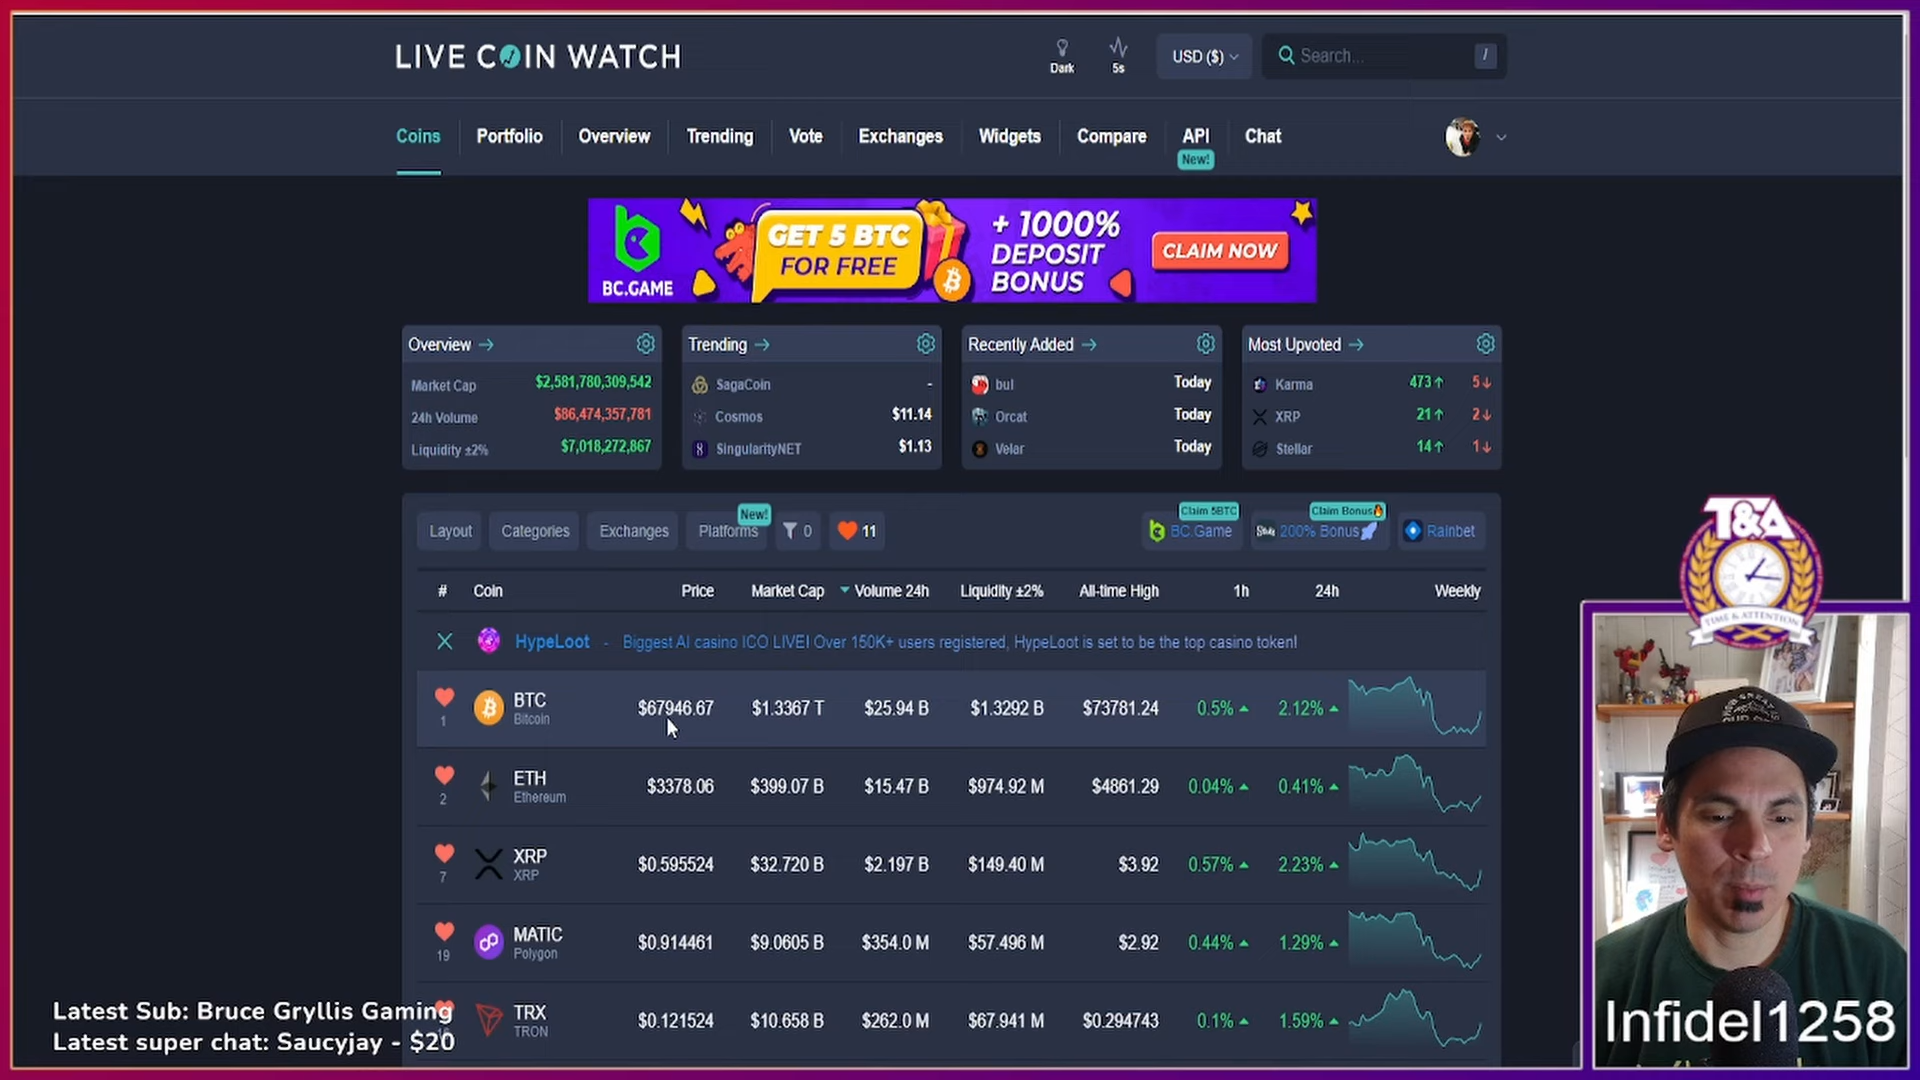 LIVE COIN WATCH
Dark
5s
USD ($)
Search...
/
Coins
Portfolio
Overview
Trending
Vote
Exchanges
Widgets
Compare
API
New!
Chat
BC.GAME
GET 5 BTC
FOR FREE
+ 1000%
DEPOSIT
BONUS
CLAIM NOW
Overview
Market Cap $2,581,780,309,542
24h Volume $86,474,357,781
Liquidity ±2% $7,018,272,867
Trending
SagaCoin -
Cosmos $11.14
SingularityNET $1.13
Recently Added
bul Today
Orcat Today
Velar Today
Most Upvoted
Karma 473 5
XRP 21 2
Stellar 14 1
Layout
Categories
Exchanges
Platforms
New!
0
11
Claim 5BTC
BC.Game
Claim Bonus
200% Bonus
Rainbet
# Coin Price Market Cap Volume 24h Liquidity ±2% All-time High 1h 24h Weekly
HypeLoot - Biggest AI casino ICO LIVE! Over 150K+ users registered, HypeLoot is set to be the top casino token!
1 BTC $67946.67 $1.3367 T $25.94 B $1.3292 B $73781.24 0.5% 2.12%
Bitcoin
2 ETH $3378.06 $399.07 B $15.47 B $974.92 M $4861.29 0.04% 0.41%
Ethereum
7 XRP $0.595524 $32.720 B $2.197 B $149.40 M $3.92 0.57% 2.23%
XRP
19 MATIC $0.914461 $9.0605 B $354.0 M $57.496 M $2.92 0.44% 1.29%
Polygon
TRX $0.121524 $10.658 B $262.0 M $67.941 M $0.294743 0.1% 1.59%
TRON
T&A
TIME & ATTENTION
Latest Sub: Bruce Gryllis Gaming
Latest super chat: Saucyjay - $20
Infidel1258